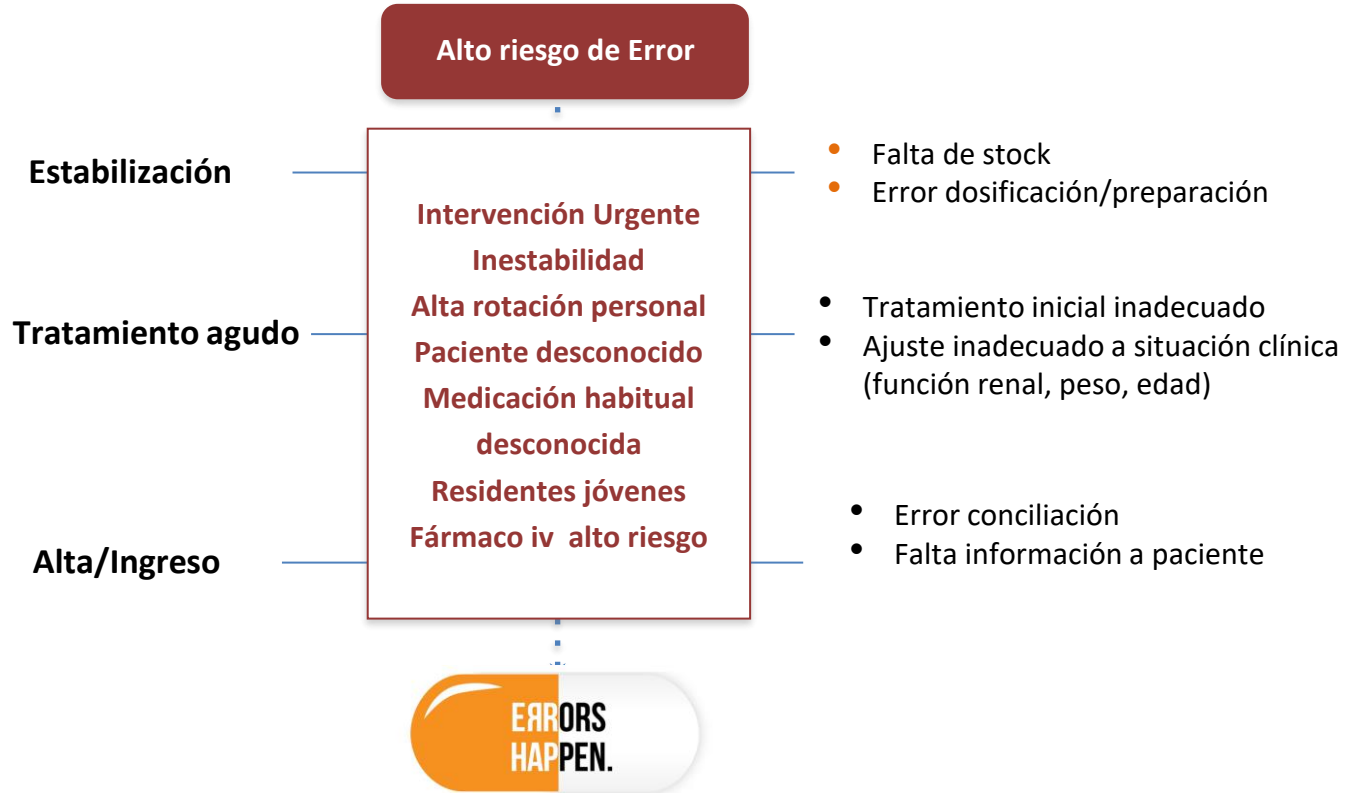 Alto riesgo de Error
Estabilización
Intervención Urgente
Inestabilidad
Alta rotación personal
Paciente desconocido
Medicación habitual
desconocida
Residentes jóvenes
Fármaco iv  alto riesgo
• Falta de stock
• Error dosificación/preparación
Tratamiento agudo
• Tratamiento inicial inadecuado
• Ajuste inadecuado a situación clínica
(función renal, peso, edad)
Alta/Ingreso
• Error conciliación
• Falta información a paciente
EЯRORS
HAPPEN.